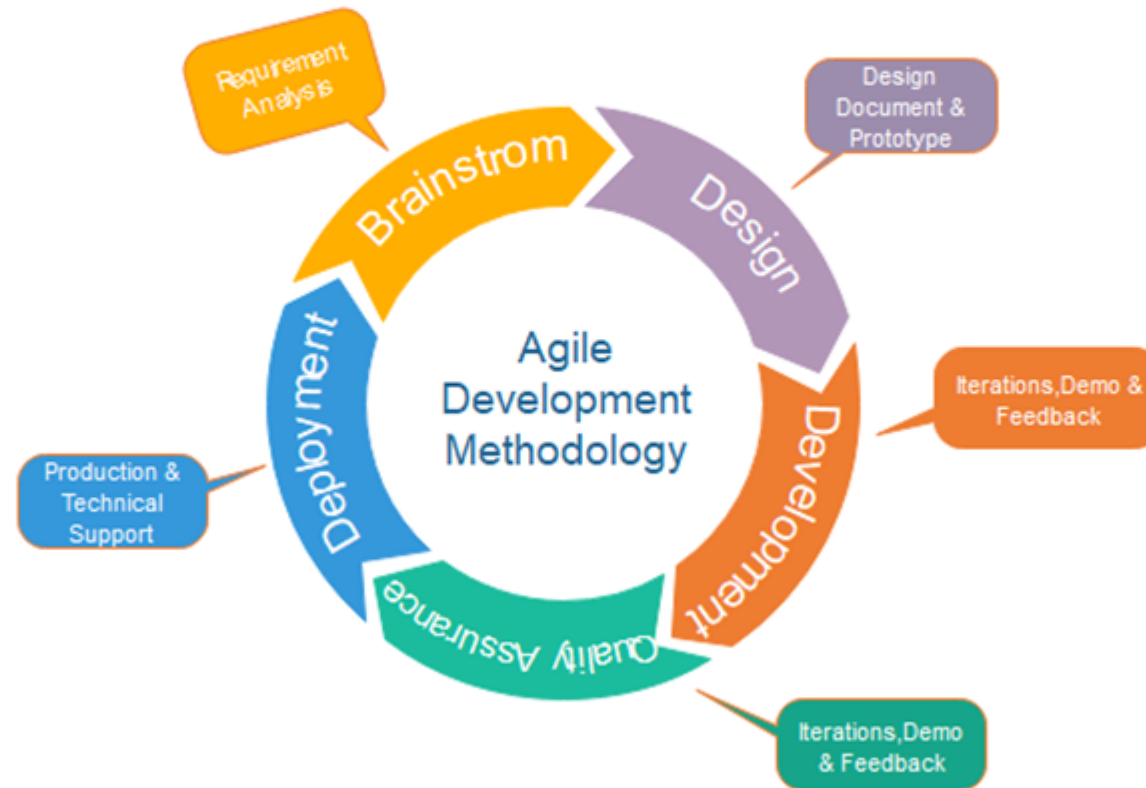 Requirement
Analysis
Brainstrom
Design
Document &
Prototype
Design
Agile
Development
Methodology
Iterations,Demo &
Feedback
Development
Production &
Technical
Support
Deployment
Quality Assurance
Iterations,Demo
& Feedback